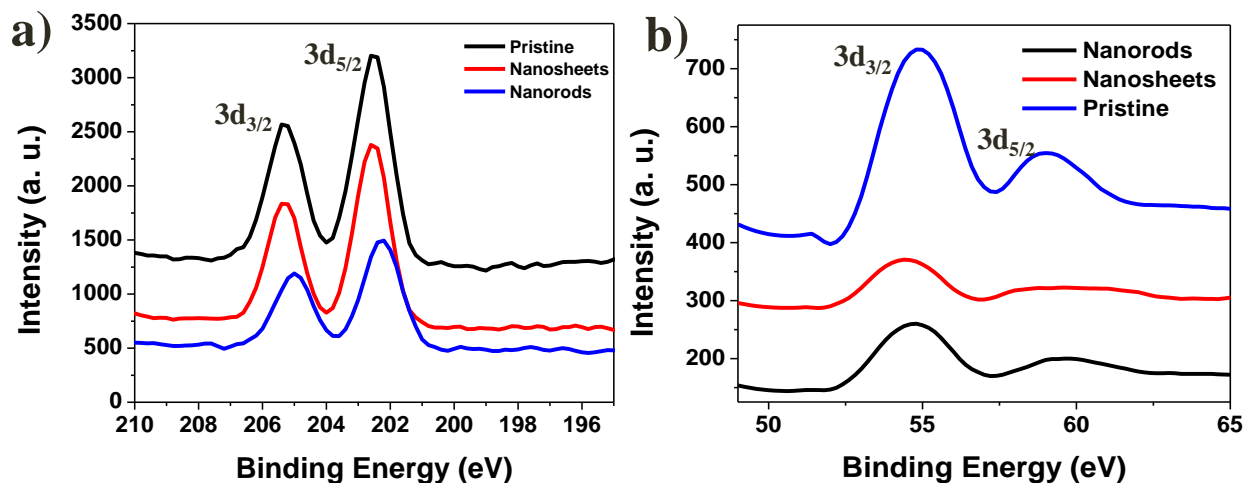 a)
3500
3000
2500
2000
1500
1000
500
0
Intensity (a. u.)
3d3/2
3d5/2
Pristine
Nanosheets
Nanorods
210 208 206 204 202 200 198 196
Binding Energy (eV)
b)
700
600
500
400
300
200
Intensity (a. u.)
3d3/2
3d5/2
Nanorods
Nanosheets
Pristine
50 55 60 65
Binding Energy (eV)